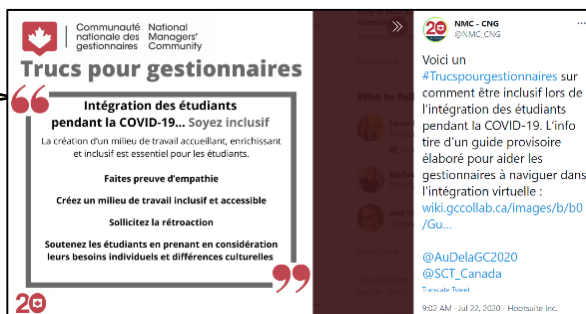 Communauté nationale des gestionnaires
National Managers' Community
Trucs pour gestionnaires
Intégration des étudiants
pendant la COVID-19... Soyez inclusif
La création d'un milieu de travail accueillant, enrichissant
et inclusif est essentiel pour les étudiants.
Faites preuve d'empathie
Créez un milieu de travail inclusif et accessible
Sollicitez la rétroaction
Soutenez les étudiants en prenant en considération
leurs besoins individuels et différences culturelles
20
Who to foll
NMC - CNG
@NMC_CNG
Voici un
#Trucspourgestionnaires sur
comment être inclusif lors de
l'intégration des étudiants
pendant la COVID-19. L'info
tire d'un guide provisoire
élaboré pour aider les
gestionnaires à naviguer dans
l'intégration virtuelle :
wiki.gccollab.ca/images/b/b0
/Gu...
@AuDelaGC2020
@SCT_Canada
Translate Tweet
9:02 AM · Jul 22, 2020 · Hootsuite Inc.